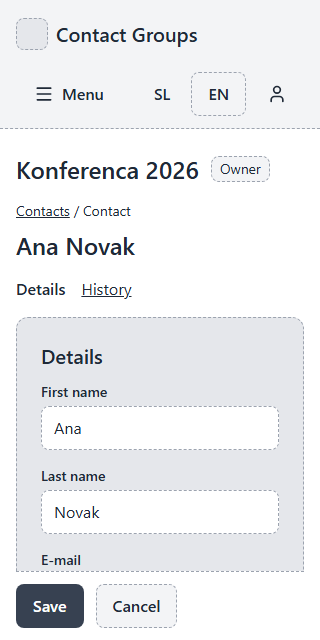 Contact Groups
Menu SL EN
Konferenca 2026 Owner
Contacts / Contact
Ana Novak
Details History
Details
First name
Ana
Last name
Novak
E-mail
Save Cancel